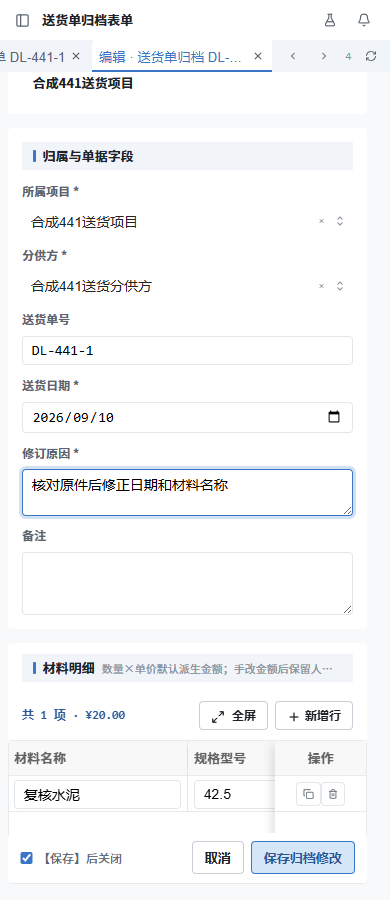 送货单归档表单
单 DL-441-1
编辑 · 送货单归档 DL-...
4
合成441送货项目
归属与单据字段
所属项目 *
合成441送货项目
分供方 *
合成441送货分供方
送货单号
DL-441-1
送货日期 *
2026/09/10
修订原因 *
核对原件后修正日期和材料名称
备注
材料明细 数量×单价默认派生金额；手改金额后保留人…
共 1 项 · ¥20.00
全屏
新增行
材料名称 规格型号 操作
复核水泥 42.5
【保存】后关闭
取消
保存归档修改